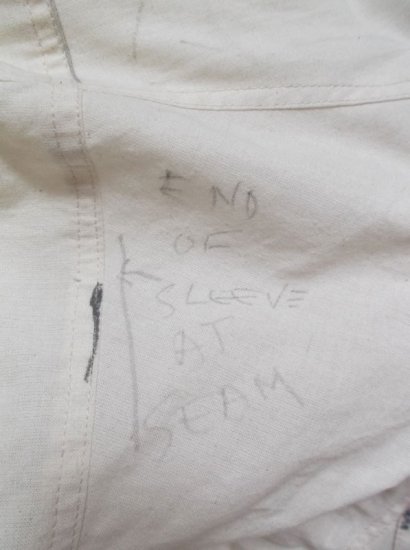 END
OF
SLEEVE
AT
SEAM